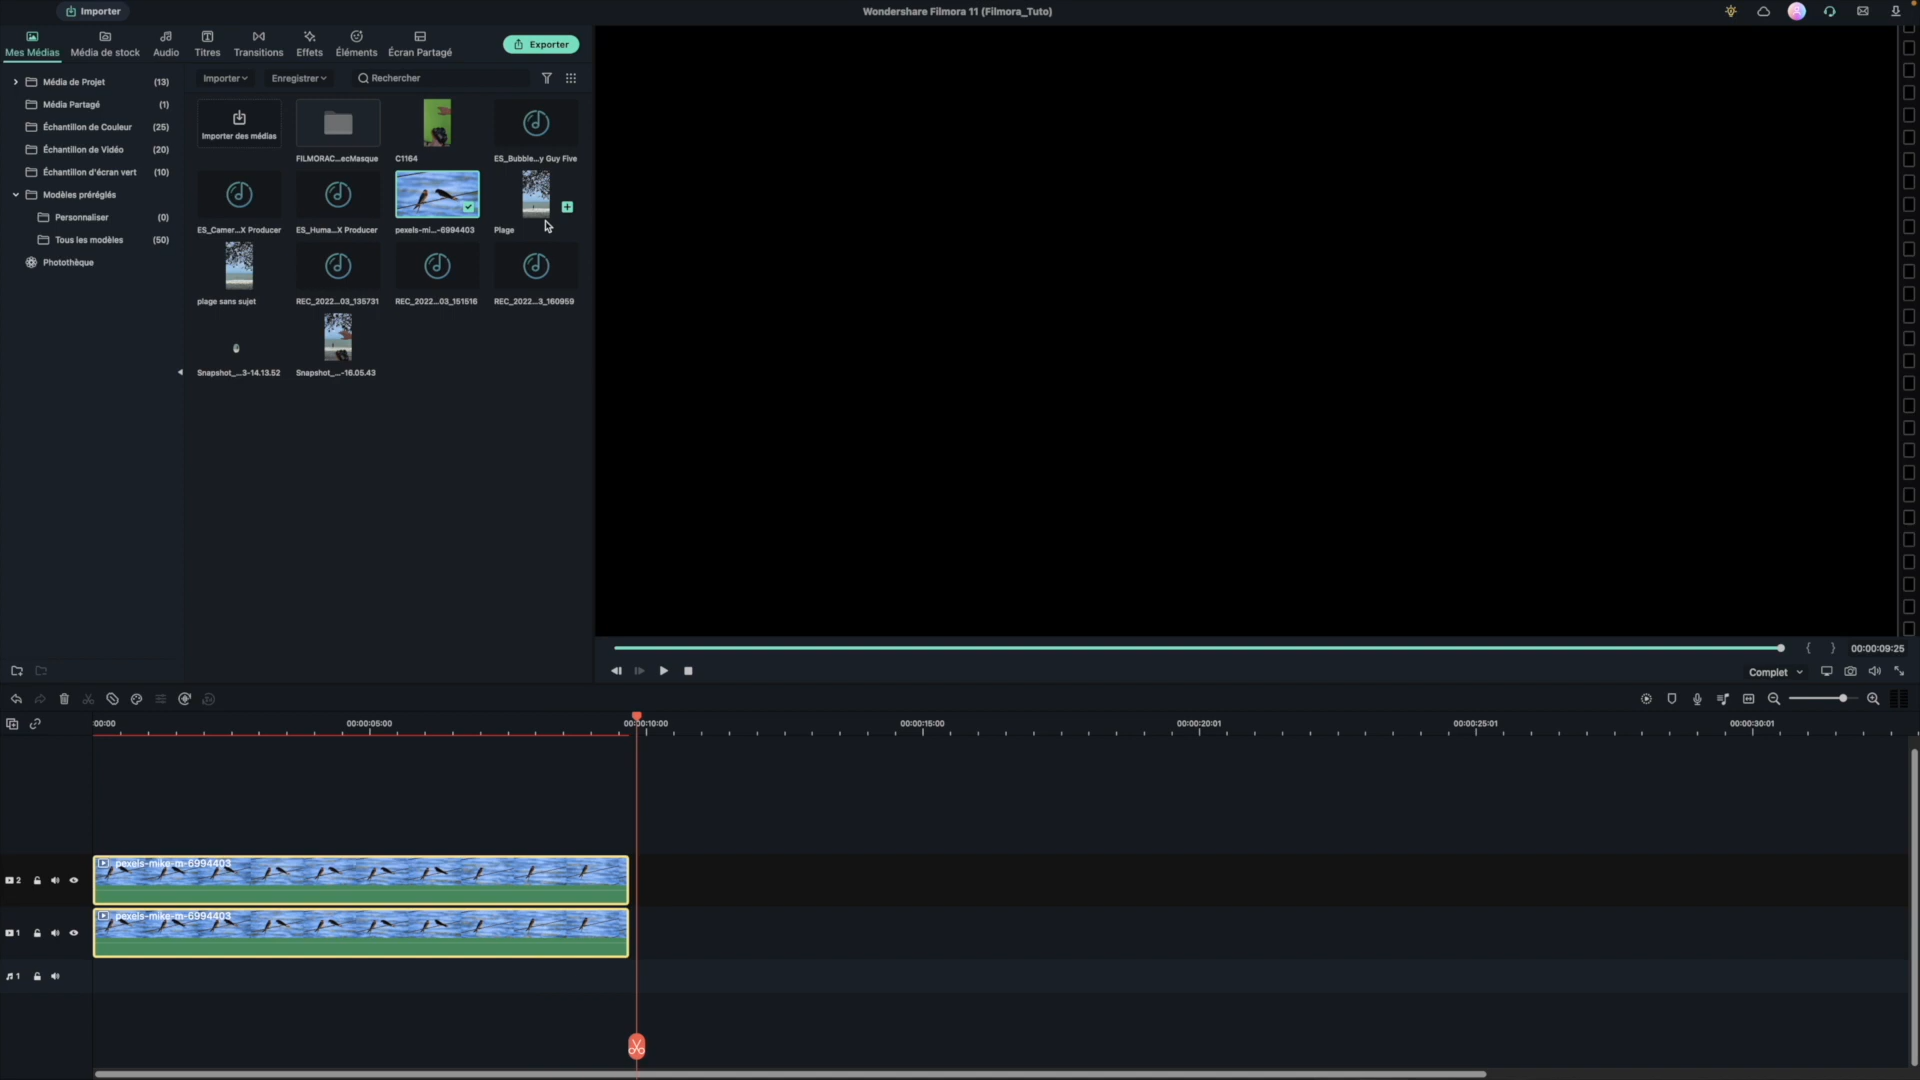 Importer
Wondershare Filmora 11 (Filmora_Tuto)
Mes Médias
Média de stock
Audio
Titres
Transitions
Effets
Éléments
Écran Partagé
Exporter
Média de Projet (13)
Média Partagé (1)
Échantillon de Couleur (25)
Échantillon de Vidéo (20)
Échantillon d'écran vert (10)
Modèles préréglés
Personnaliser (0)
Tous les modèles (50)
Photothèque
Importer
Enregistrer
Rechercher
Importer des médias
FILMORAC...ecMasque
C1164
ES_Bubble...y Guy Five
ES_Camer...X Producer
ES_Huma...X Producer
pexels-mi...-6994403
Plage
plage sans sujet
REC_2022...03_135731
REC_2022...03_151516
REC_2022...3_160959
Snapshot_...3-14.13.52
Snapshot_...-16.05.43
{ } 00:00:09:25
Complet
:00:00
00:00:05:00
00:00:10:00
00:00:15:00
00:00:20:01
00:00:25:01
00:00:30:01
2
pexels-mike-m-6994403
1
pexels-mike-m-6994403
1